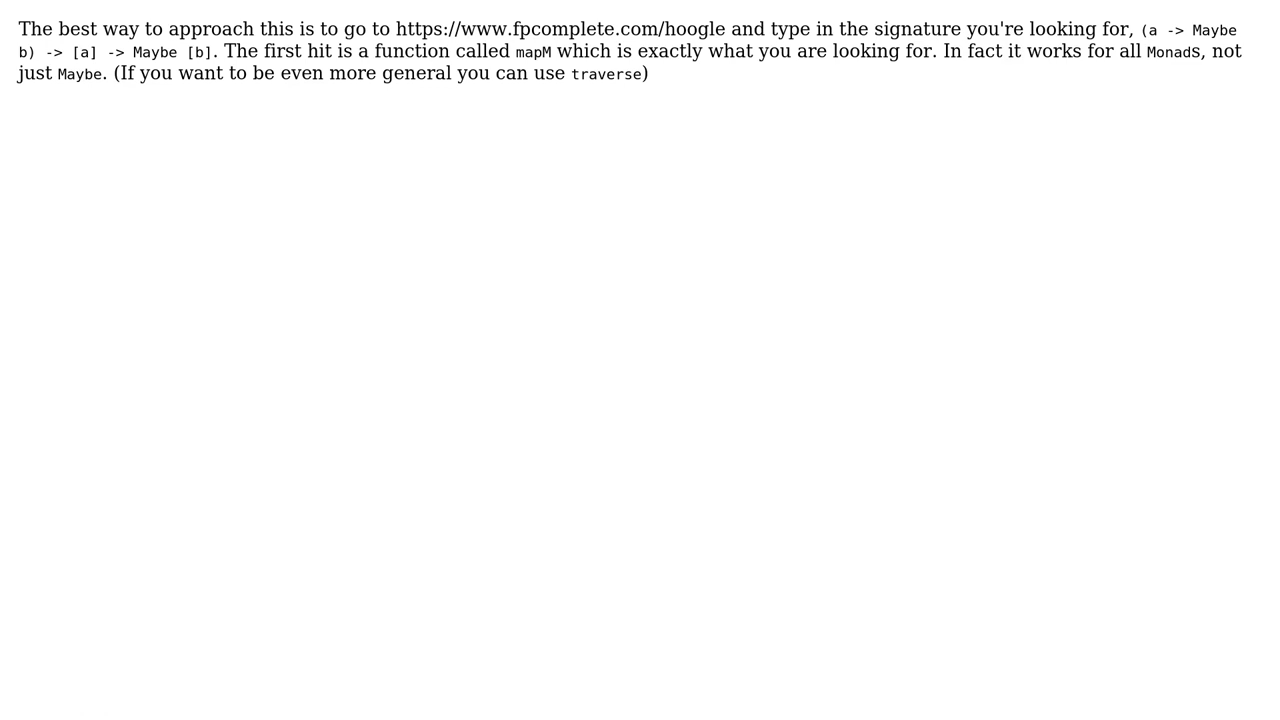 The best way to approach this is to go to https://www.fpcomplete.com/hoogle and type in the signature you're looking for, (a -> Maybe
b) -> [a] -> Maybe [b]. The first hit is a function called mapM which is exactly what you are looking for. In fact it works for all Monads, not
just Maybe. (If you want to be even more general you can use traverse)